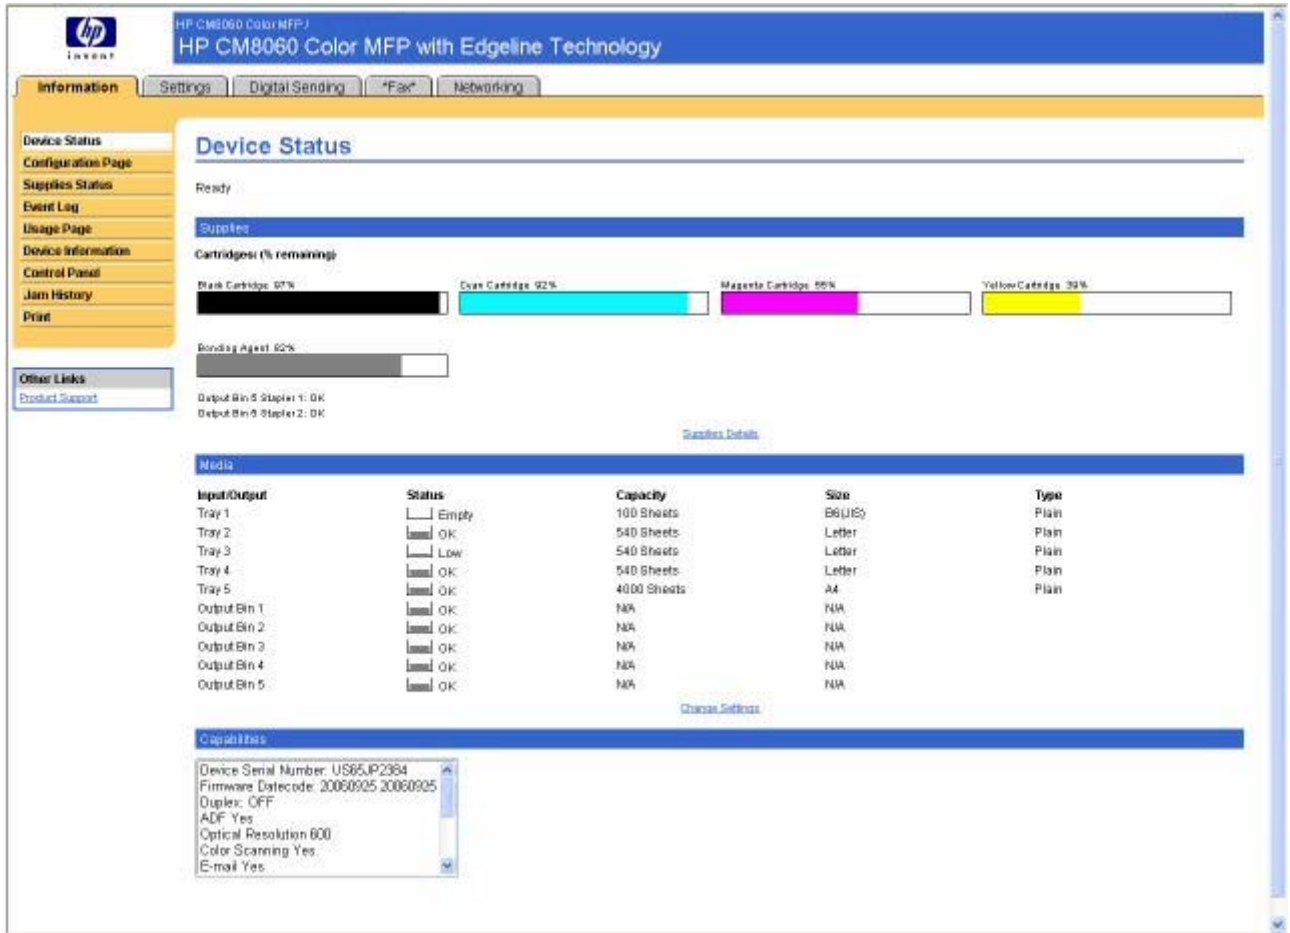 hp
invent
HP CM8060 Color MFP /
HP CM8060 Color MFP with Edgeline Technology
Information
Settings
Digital Sending
*Fax*
Networking
Device Status
Configuration Page
Supplies Status
Event Log
Usage Page
Device Information
Control Panel
Jam History
Print
Other Links
Product Support
Device Status
Ready
Supplies
Cartridges: (% remaining)
Black Cartridge 97%
Cyan Cartridge 92%
Magenta Cartridge 55%
Yellow Cartridge 39%
Bonding Agent 82%
Output Bin 5 Stapler 1: OK
Output Bin 5 Stapler 2: OK
Supplies Details
Media
Input/Output Status Capacity Size Type
Tray 1 Empty 100 Sheets B6(JIS) Plain
Tray 2 OK 540 Sheets Letter Plain
Tray 3 Low 540 Sheets Letter Plain
Tray 4 OK 540 Sheets Letter Plain
Tray 5 OK 4000 Sheets A4 Plain
Output Bin 1 OK N/A N/A
Output Bin 2 OK N/A N/A
Output Bin 3 OK N/A N/A
Output Bin 4 OK N/A N/A
Output Bin 5 OK N/A N/A
Change Settings
Capabilities
Device Serial Number: US65JP2384
Firmware Datecode: 20060925 20060925
Duplex: OFF
ADF Yes
Optical Resolution 600
Color Scanning Yes
E-mail Yes